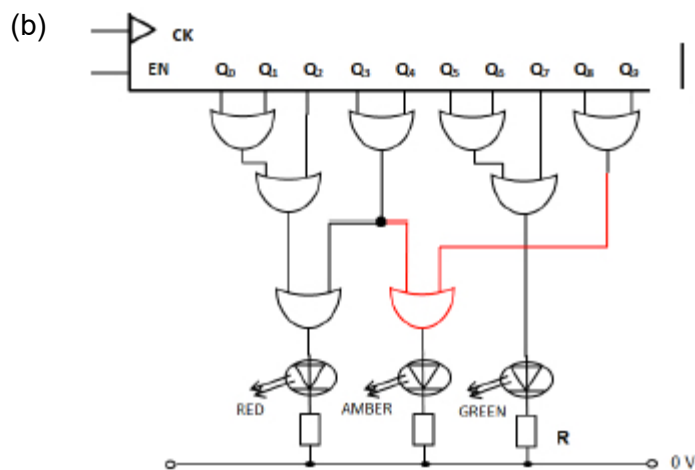 (b)
CK
EN Q₀ Q₁ Q₂ Q₃ Q₄ Q₅ Q₆ Q₇ Q₈ Q₉
RED AMBER GREEN R
0 V